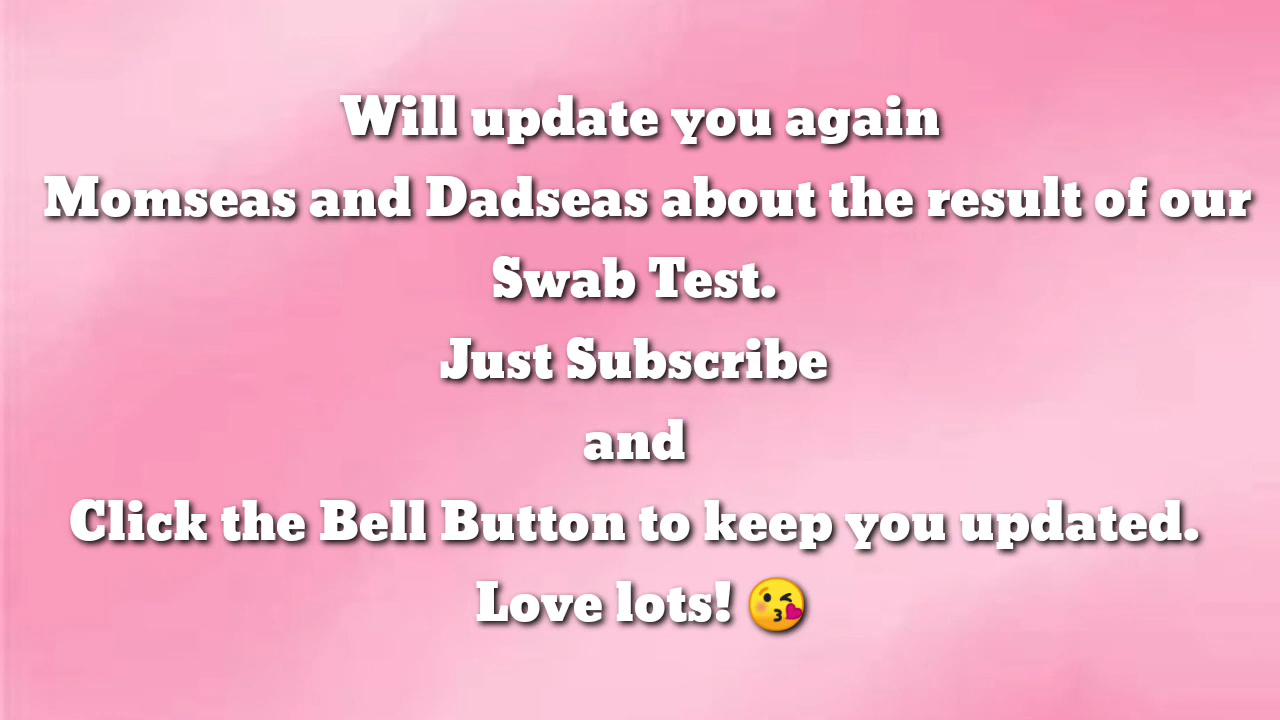 Will update you again
Momseas and Dadseas about the result of our
Swab Test.
Just Subscribe
and
Click the Bell Button to keep you updated.
Love lots! 😘